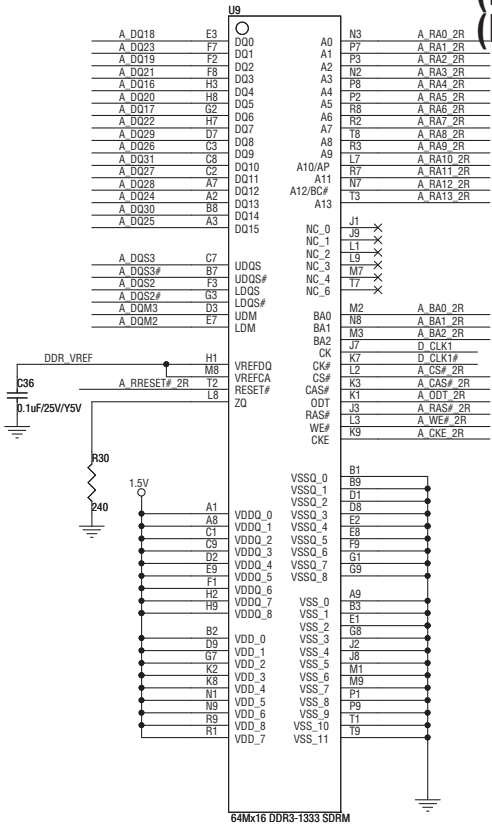 U9
A_DQ18 E3 DQ0 A0 N3 A_RA0_2R
A_DQ23 F7 DQ1 A1 P7 A_RA1_2R
A_DQ19 F2 DQ2 A2 P3 A_RA2_2R
A_DQ21 F8 DQ3 A3 N2 A_RA3_2R
A_DQ16 H3 DQ4 A4 P8 A_RA4_2R
A_DQ20 H8 DQ5 A5 P2 A_RA5_2R
A_DQ17 G2 DQ6 A6 R8 A_RA6_2R
A_DQ22 H7 DQ7 A7 R2 A_RA7_2R
A_DQ29 D7 DQ8 A8 T8 A_RA8_2R
A_DQ26 C3 DQ9 A9 R3 A_RA9_2R
A_DQ31 C8 DQ10 A10/AP L7 A_RA10_2R
A_DQ27 C2 DQ11 A11 R7 A_RA11_2R
A_DQ28 A7 DQ12 A12/BC# N7 A_RA12_2R
A_DQ24 A2 DQ13 A13 T3 A_RA13_2R
A_DQ30 B8 DQ14
A_DQ25 A3 DQ15
NC_0 J1
NC_1 J9
NC_2 L1
NC_3 L9
NC_4 M7
NC_6 T7
A_DQS3 C7 UDQS
A_DQS3# B7 UDQS#
A_DQS2 F3 LDQS
A_DQS2# G3 LDQS#
A_DQM3 D3 UDM
A_DQM2 E7 LDM
BA0 M2 A_BA0_2R
BA1 N8 A_BA1_2R
BA2 M3 A_BA2_2R
CK J7 D_CLK1
CK# K7 D_CLK1#
CS# L2 A_CS#_2R
CAS# K3 A_CAS#_2R
ODT K1 A_ODT_2R
RAS# J3 A_RAS#_2R
WE# L3 A_WE#_2R
CKE K9 A_CKE_2R
DDR_VREF H1 VREFDQ
M8 VREFCA
A_RRESET#_2R T2 RESET#
L8 ZQ
C36
0.1uF/25V/Y5V
R30
240
1.5V
VSSQ_0 B1
VSSQ_1 B9
VSSQ_2 D1
VSSQ_3 D8
VSSQ_4 E2
VSSQ_5 E8
VSSQ_6 F9
VSSQ_7 G1
VSSQ_8 G9
A1 VDDQ_0
A8 VDDQ_1
C1 VDDQ_2
C9 VDDQ_3
D2 VDDQ_4
E9 VDDQ_5
F1 VDDQ_6
H2 VDDQ_7
H9 VDDQ_8
VSS_0 A9
VSS_1 B3
VSS_2 E1
VSS_3 G8
VSS_4 J2
VSS_5 J8
VSS_6 M1
VSS_7 M9
VSS_8 P1
VSS_9 P9
VSS_10 T1
VSS_11 T9
B2 VDD_0
D9 VDD_1
G7 VDD_2
K2 VDD_3
K8 VDD_4
N1 VDD_5
N9 VDD_6
R9 VDD_8
R1 VDD_7
64Mx16 DDR3-1333 SDRM